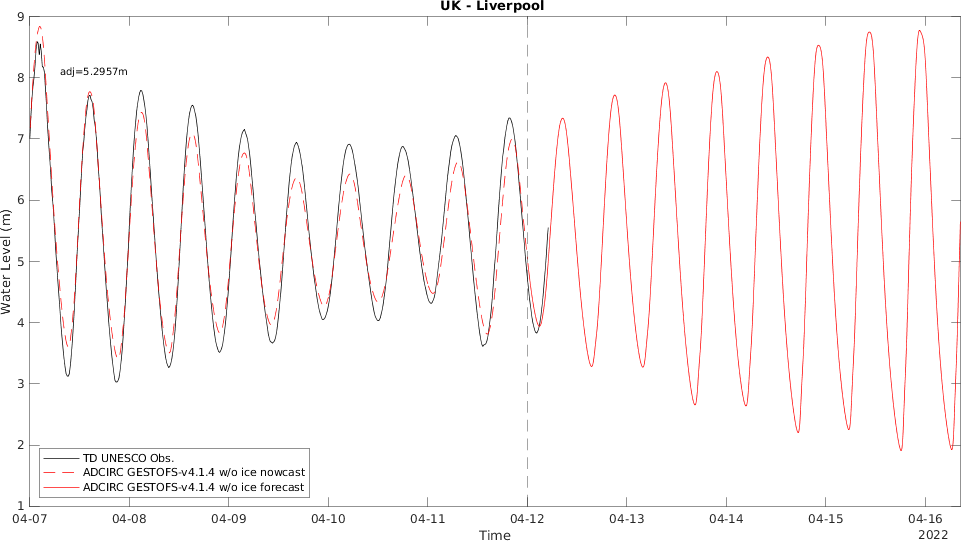 UK - Liverpool
9
adj=5.2957m
8
7
6
5
4
3
2
1
Water Level (m)
TD UNESCO Obs.
ADCIRC GESTOFS-v4.1.4 w/o ice nowcast
ADCIRC GESTOFS-v4.1.4 w/o ice forecast
04-07 04-08 04-09 04-10 04-11 04-12 04-13 04-14 04-15 04-16
Time
2022